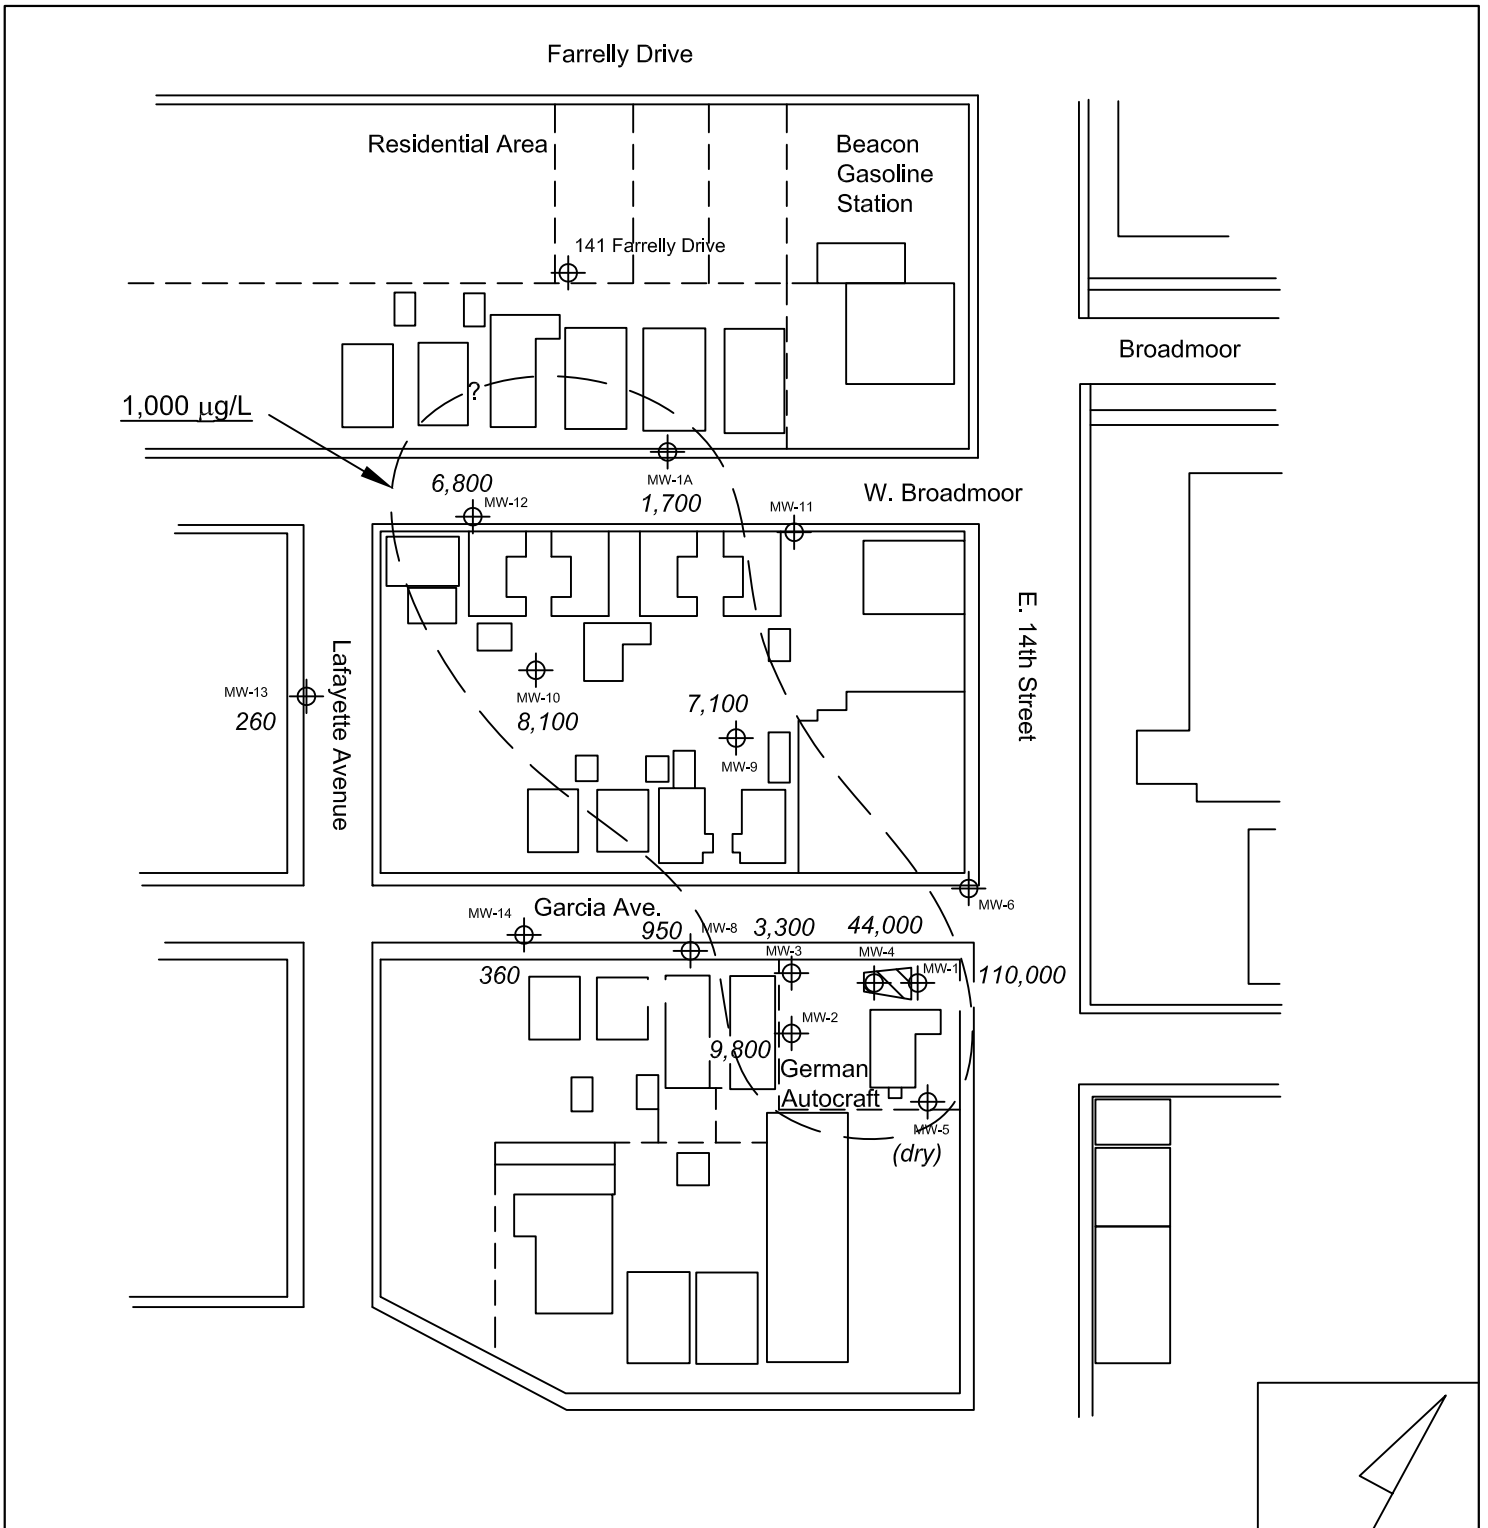 Farrelly Drive
Residential Area
Beacon
Gasoline
Station
141 Farrelly Drive
Broadmoor
?
1,000 µg/L
6,800
MW-12
MW-1A
1,700
W. Broadmoor
MW-11
E. 14th Street
Lafayette Avenue
MW-13
260
MW-10
8,100
7,100
MW-9
MW-6
MW-14
Garcia Ave.
950
MW-8
3,300
MW-3
44,000
MW-4
MW-1
110,000
360
MW-2
9,800
German
Autocraft
MW-5
(dry)